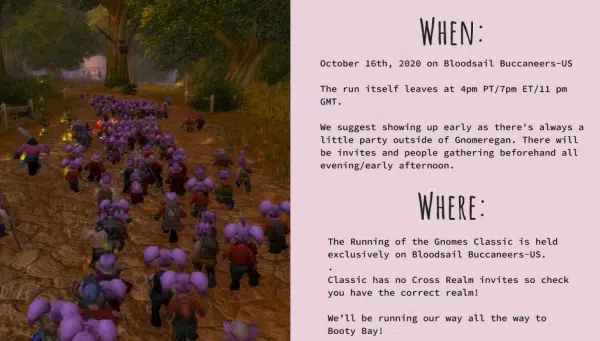 When:
October 16th, 2020 on Bloodsail Buccaneers-US
The run itself leaves at 4pm PT/7pm ET/11 pm
GMT.
We suggest showing up early as there's always a
little party outside of Gnomeregan. There will
be invites and people gathering beforehand all
evening/early afternoon.
Where:
The Running of the Gnomes Classic is held
exclusively on Bloodsail Buccaneers-US.
.
Classic has no Cross Realm invites so check
you have the correct realm!
We’ll be running our way all the way to
Booty Bay!